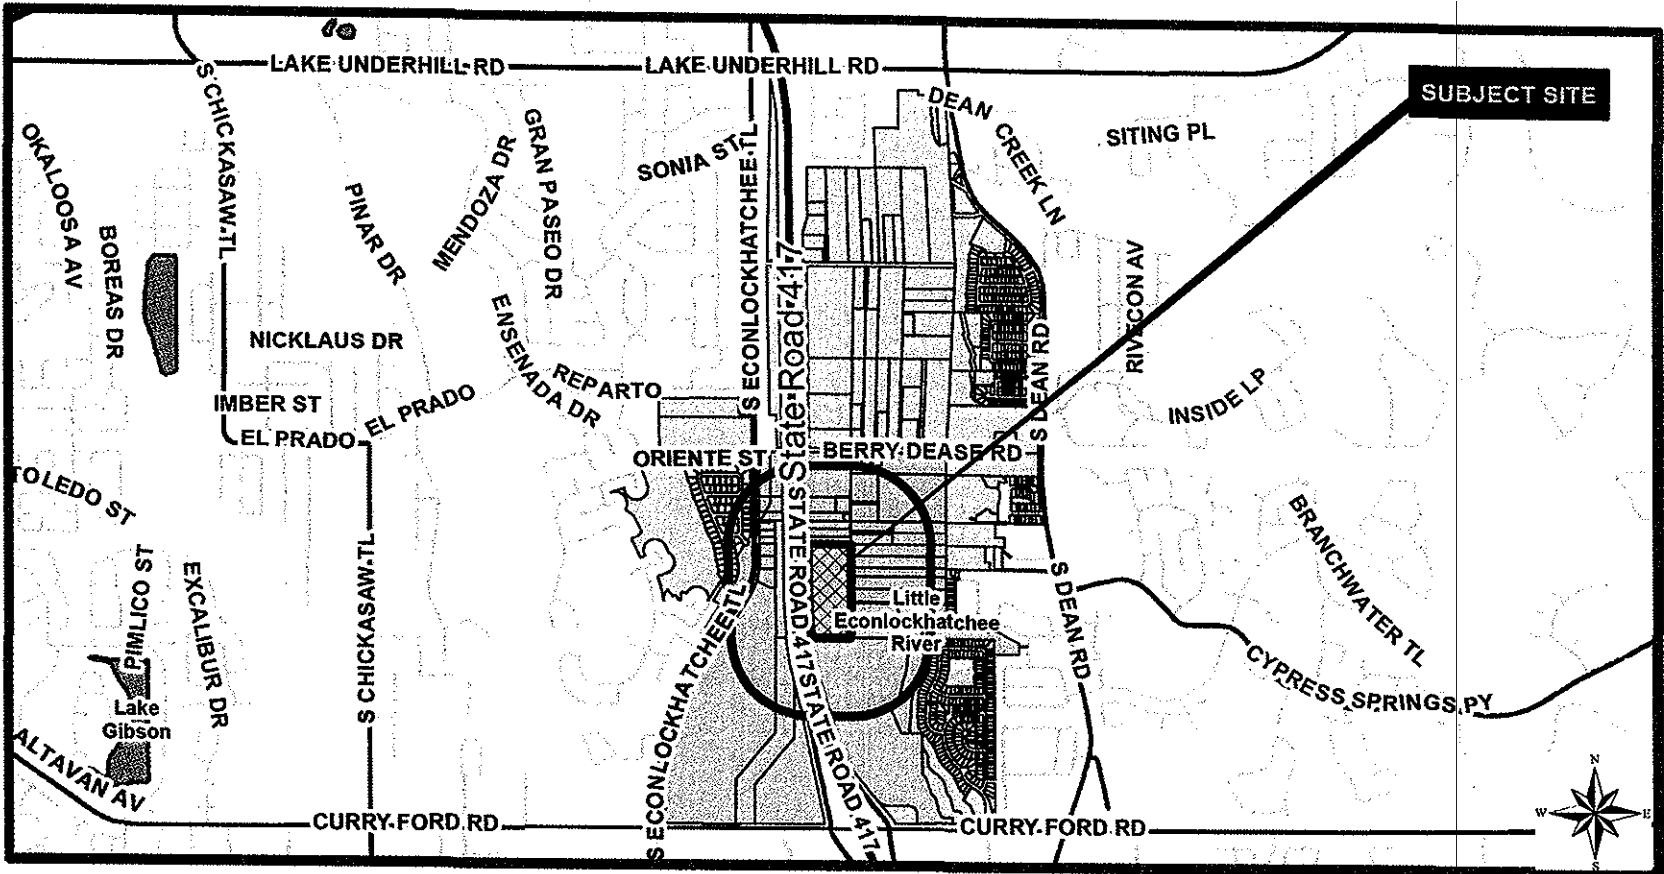 LAKE UNDERHILL RD
LAKE UNDERHILL RD
SUBJECT SITE
S CHICKASAW TL
DEAN CREEK LN
SITING PL
OKALOOSA AV
GRAN PASEO DR
MENDOZA DR
SONIA ST
S ECONLOCKHATCHEE TL
PINAR DR
BOREAS DR
State Road 417
RIVECON AV
ENSENADA DR
NICKLAUS DR
S DEAN RD
REPARTO
INSIDE LP
IMBER ST
EL PRADO
EL PRADO
ORIENTE ST
BERRY DEASE RD
TOLEDO ST
STATE ROAD 417
BRANCHWATER TL
PIMLICO ST
EXCALIBUR DR
S CHICKASAW TL
S ECONLOCKHATCHEE TL
Little
Econlockhatchee
River
S DEAN RD
CYPRESS SPRINGS PY
Lake
Gibson
STATE ROAD 417
ALTAVAN AV
CURRY FORD RD
CURRY FORD RD
N
W
E
S